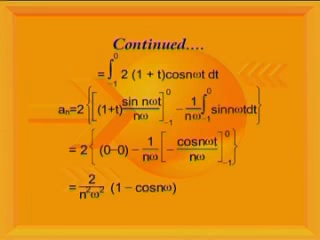 Continued....
= ∫₋₁⁰ 2 (1 + t)cosnωt dt
aₙ=2 { [ (1+t) sin nωt / nω ]₋₁⁰ − 1/nω ∫₋₁⁰ sinnωtdt }
= 2 { (0−0) − 1/nω [ − cosnωt / nω ]₋₁⁰ }
= 2/n²ω² (1 − cosnω)